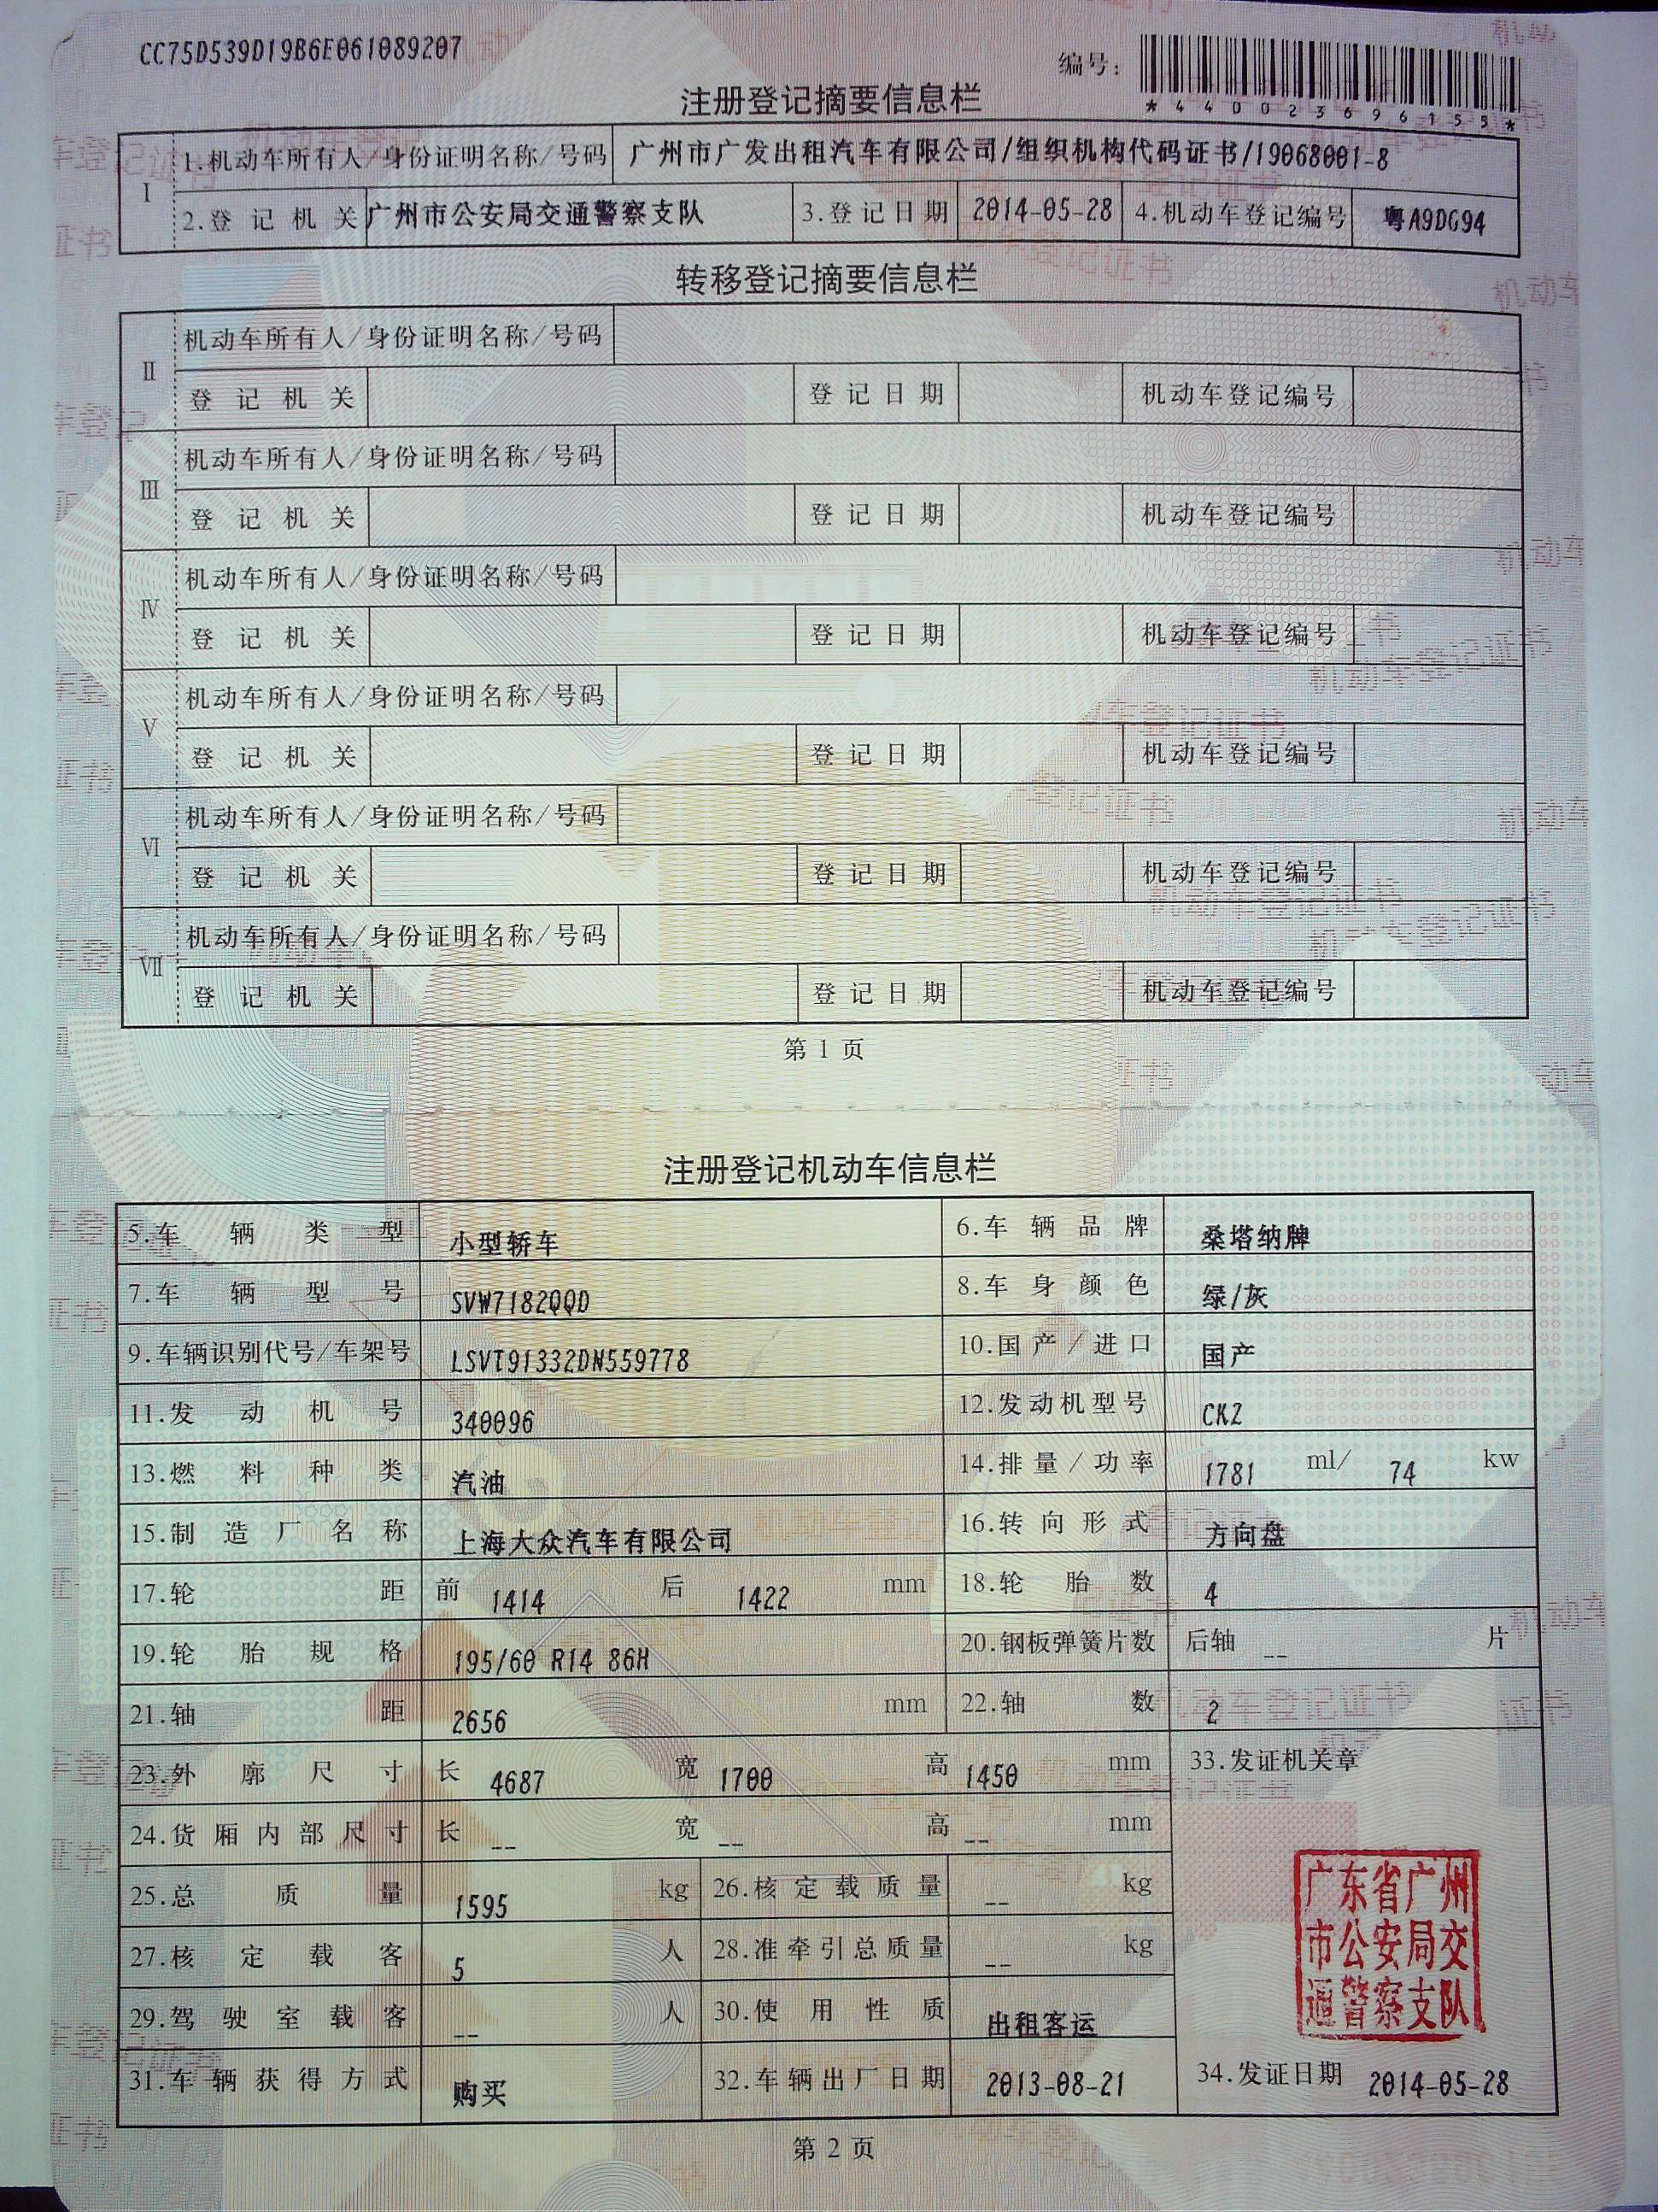 CC75D539D19B6E061089207
编号：
*440023696155*
注册登记摘要信息栏
I
1.机动车所有人/身份证明名称/号码 广州市广发出租汽车有限公司/组织机构代码证书/19068001-8
2.登记机关 广州市公安局交通警察支队 3.登记日期 2014-05-28 4.机动车登记编号 粤A9DG94
转移登记摘要信息栏
II
机动车所有人/身份证明名称/号码
登记机关 登记日期 机动车登记编号
III
机动车所有人/身份证明名称/号码
登记机关 登记日期 机动车登记编号
IV
机动车所有人/身份证明名称/号码
登记机关 登记日期 机动车登记编号
V
机动车所有人/身份证明名称/号码
登记机关 登记日期 机动车登记编号
VI
机动车所有人/身份证明名称/号码
登记机关 登记日期 机动车登记编号
VII
机动车所有人/身份证明名称/号码
登记机关 登记日期 机动车登记编号
第 1 页
注册登记机动车信息栏
5.车辆类型 小型轿车 6.车辆品牌 桑塔纳牌
7.车辆型号 SVW7182QQD 8.车身颜色 绿/灰
9.车辆识别代号/车架号 LSVT91332DN559778 10.国产/进口 国产
11.发动机号 340096 12.发动机型号 CKZ
13.燃料种类 汽油 14.排量/功率 1781 ml/ 74 kw
15.制造厂名称 上海大众汽车有限公司 16.转向形式 方向盘
17.轮距 前 1414 后 1422 mm 18.轮胎数 4
19.轮胎规格 195/60 R14 86H 20.钢板弹簧片数 后轴 -- 片
21.轴距 2656 mm 22.轴数 2
23.外廓尺寸 长 4687 宽 1700 高 1450 mm 33.发证机关章
24.货厢内部尺寸 长 -- 宽 -- 高 -- mm
25.总质量 1595 kg 26.核定载质量 -- kg
27.核定载客 5 人 28.准牵引总质量 -- kg
29.驾驶室载客 -- 人 30.使用性质 出租客运
广东省广州
市公安局交
通警察支队
31.车辆获得方式 购买 32.车辆出厂日期 2013-08-21 34.发证日期 2014-05-28
第 2 页